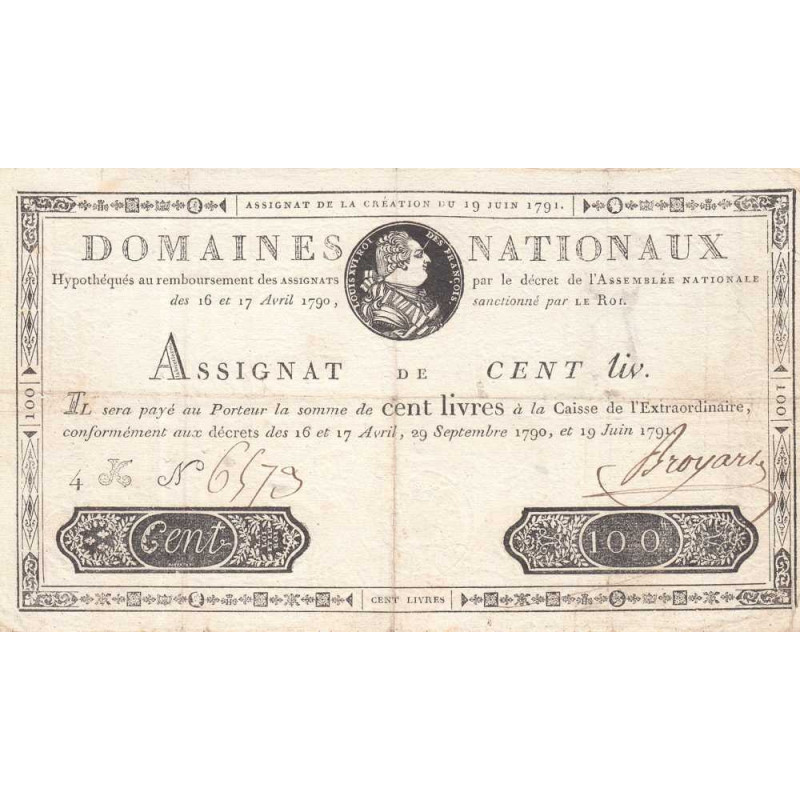 ASSIGNAT DE LA CRÉATION DU 19 JUIN 1791.
DOMAINES NATIONAUX
LOUIS XVI. ROI DES FRANÇOIS
Hypothéqués au remboursement des ASSIGNATS par le décret de l'ASSEMBLÉE NATIONALE
des 16 et 17 Avril 1790, sanctionné par LE ROI.
ASSIGNAT DE CENT liv.
IL sera payé au Porteur la somme de cent livres à la Caisse de l'Extraordinaire,
conformément aux décrets des 16 et 17 Avril, 29 Septembre 1790, et 19 Juin 1791.
4 K N° 6573 Broyart
Cent 100
CENT LIVRES
100
100